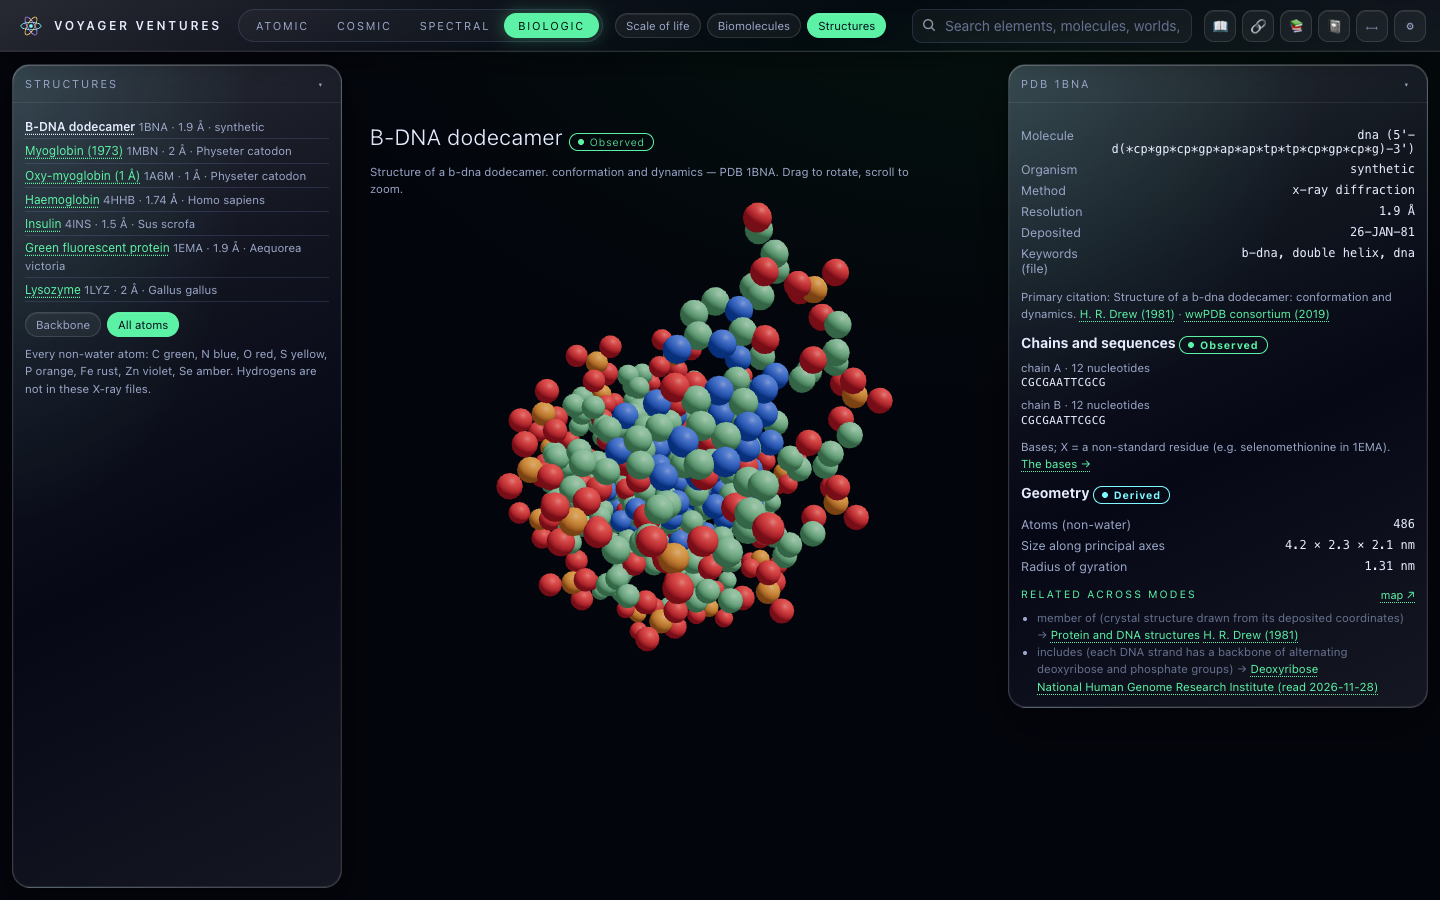 VOYAGER VENTURES
ATOMIC COSMIC SPECTRAL BIOLOGIC
Scale of life Biomolecules Structures
Search elements, molecules, worlds,
STRUCTURES
B-DNA dodecamer 1BNA · 1.9 Å · synthetic
Myoglobin (1973) 1MBN · 2 Å · Physeter catodon
Oxy-myoglobin (1 Å) 1A6M · 1 Å · Physeter catodon
Haemoglobin 4HHB · 1.74 Å · Homo sapiens
Insulin 4INS · 1.5 Å · Sus scrofa
Green fluorescent protein 1EMA · 1.9 Å · Aequorea
victoria
Lysozyme 1LYZ · 2 Å · Gallus gallus
Backbone All atoms
Every non-water atom: C green, N blue, O red, S yellow,
P orange, Fe rust, Zn violet, Se amber. Hydrogens are
not in these X-ray files.
B-DNA dodecamer Observed
Structure of a b-dna dodecamer. conformation and dynamics — PDB 1BNA. Drag to rotate, scroll to
zoom.
PDB 1BNA
Molecule dna (5'-
d(*cp*gp*cp*gp*ap*ap*tp*tp*cp*gp*cp*g)-3')
Organism synthetic
Method x-ray diffraction
Resolution 1.9 Å
Deposited 26-JAN-81
Keywords b-dna, double helix, dna
(file)
Primary citation: Structure of a b-dna dodecamer: conformation and
dynamics. H. R. Drew (1981) · wwPDB consortium (2019)
Chains and sequences Observed
chain A · 12 nucleotides
CGCGAATTCGCG
chain B · 12 nucleotides
CGCGAATTCGCG
Bases; X = a non-standard residue (e.g. selenomethionine in 1EMA).
The bases →
Geometry Derived
Atoms (non-water) 486
Size along principal axes 4.2 × 2.3 × 2.1 nm
Radius of gyration 1.31 nm
RELATED ACROSS MODES map ↗
member of (crystal structure drawn from its deposited coordinates)
→ Protein and DNA structures H. R. Drew (1981)
includes (each DNA strand has a backbone of alternating
deoxyribose and phosphate groups) → Deoxyribose
National Human Genome Research Institute (read 2026-11-28)